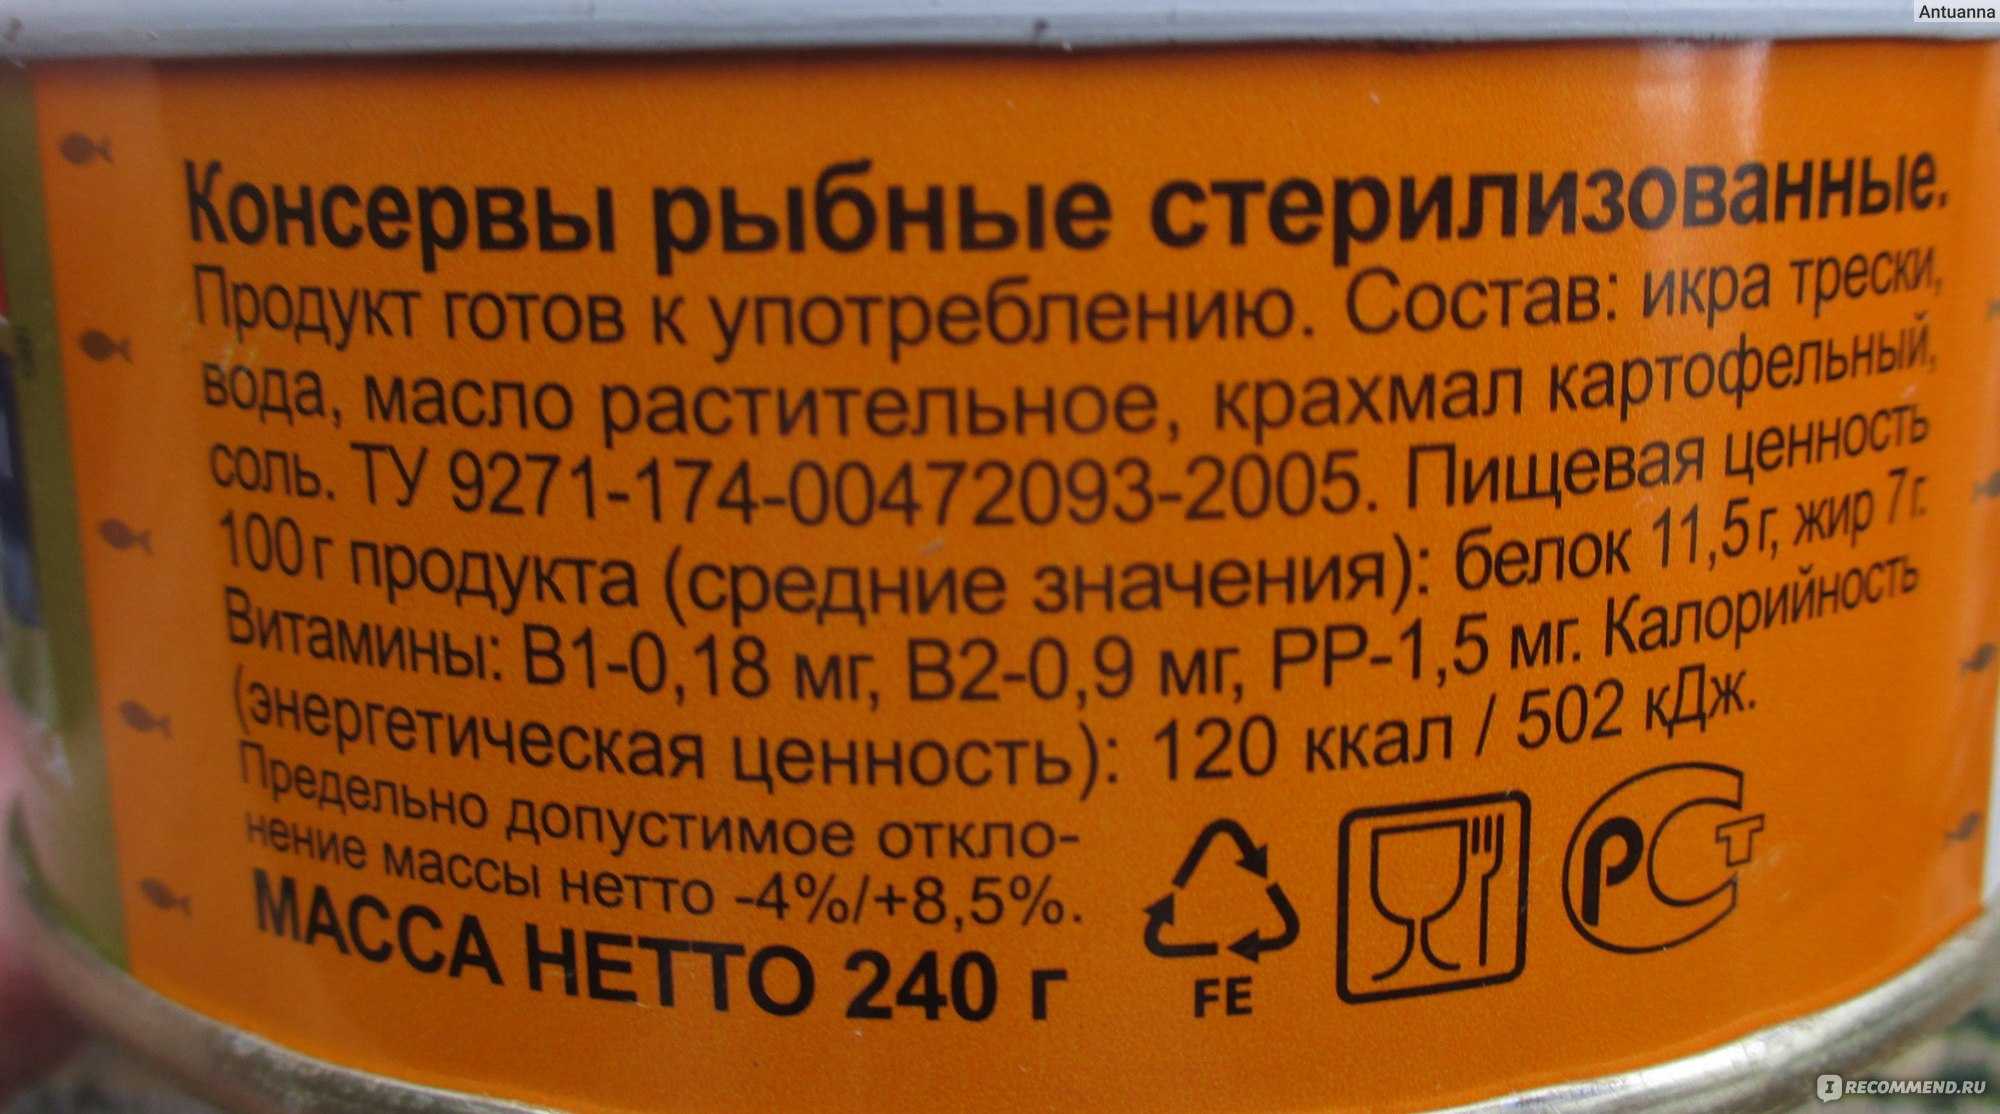 Antuanna
Консервы рыбные стерилизованные.
Продукт готов к употреблению. Состав: икра трески,
вода, масло растительное, крахмал картофельный,
соль. ТУ 9271-174-00472093-2005. Пищевая ценность
100 г продукта (средние значения): белок 11,5 г, жир 7 г.
Витамины: В1-0,18 мг, В2-0,9 мг, РР-1,5 мг. Калорийность
(энергетическая ценность): 120 ккал / 502 кДж.
Предельно допустимое откло-
нение массы нетто -4%/+8,5%.
МАССА НЕТТО 240 г
FE
РСТ
IRECOMMEND.RU